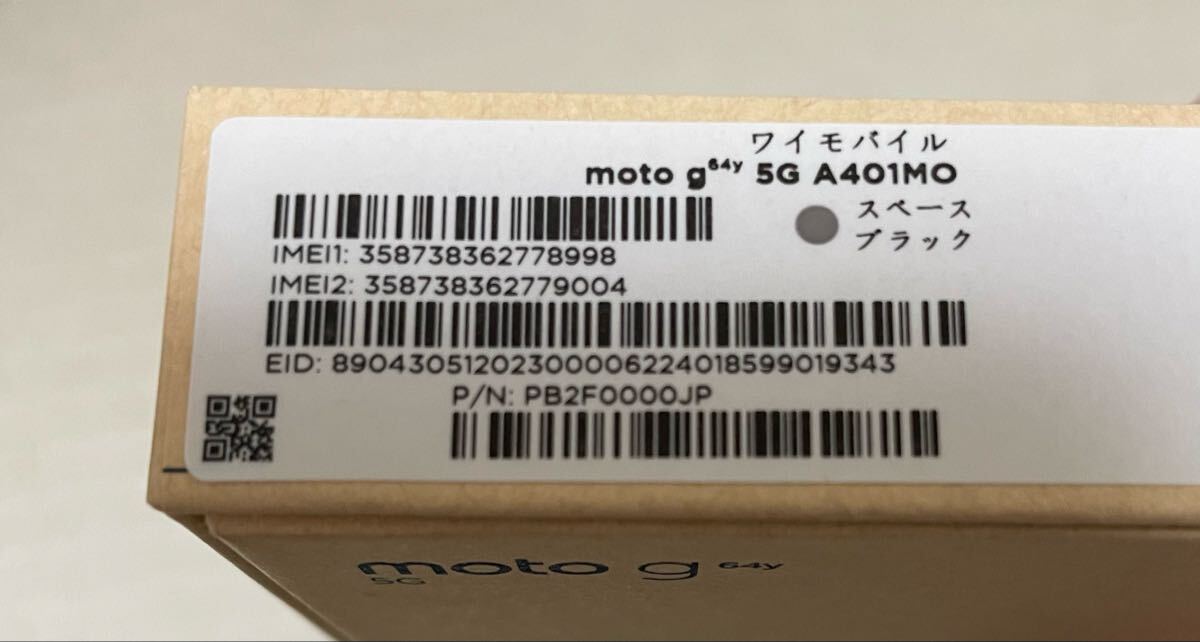 ワイモバイル
moto g64y 5G A401MO
スペース
ブラック
IMEI1: 358738362778998
IMEI2: 358738362779004
EID: 89043051202300006224018599019343
P/N: PB2F0000JP
moto g 64y
5G